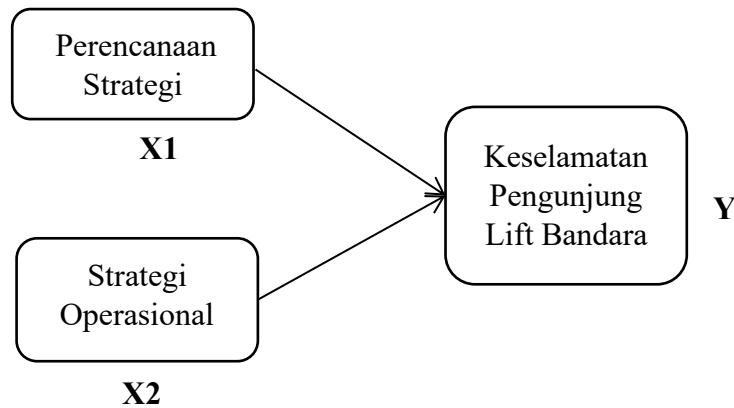 Perencanaan
Strategi
X1
Keselamatan
Pengunjung
Lift Bandara
Y
Strategi
Operasional
X2